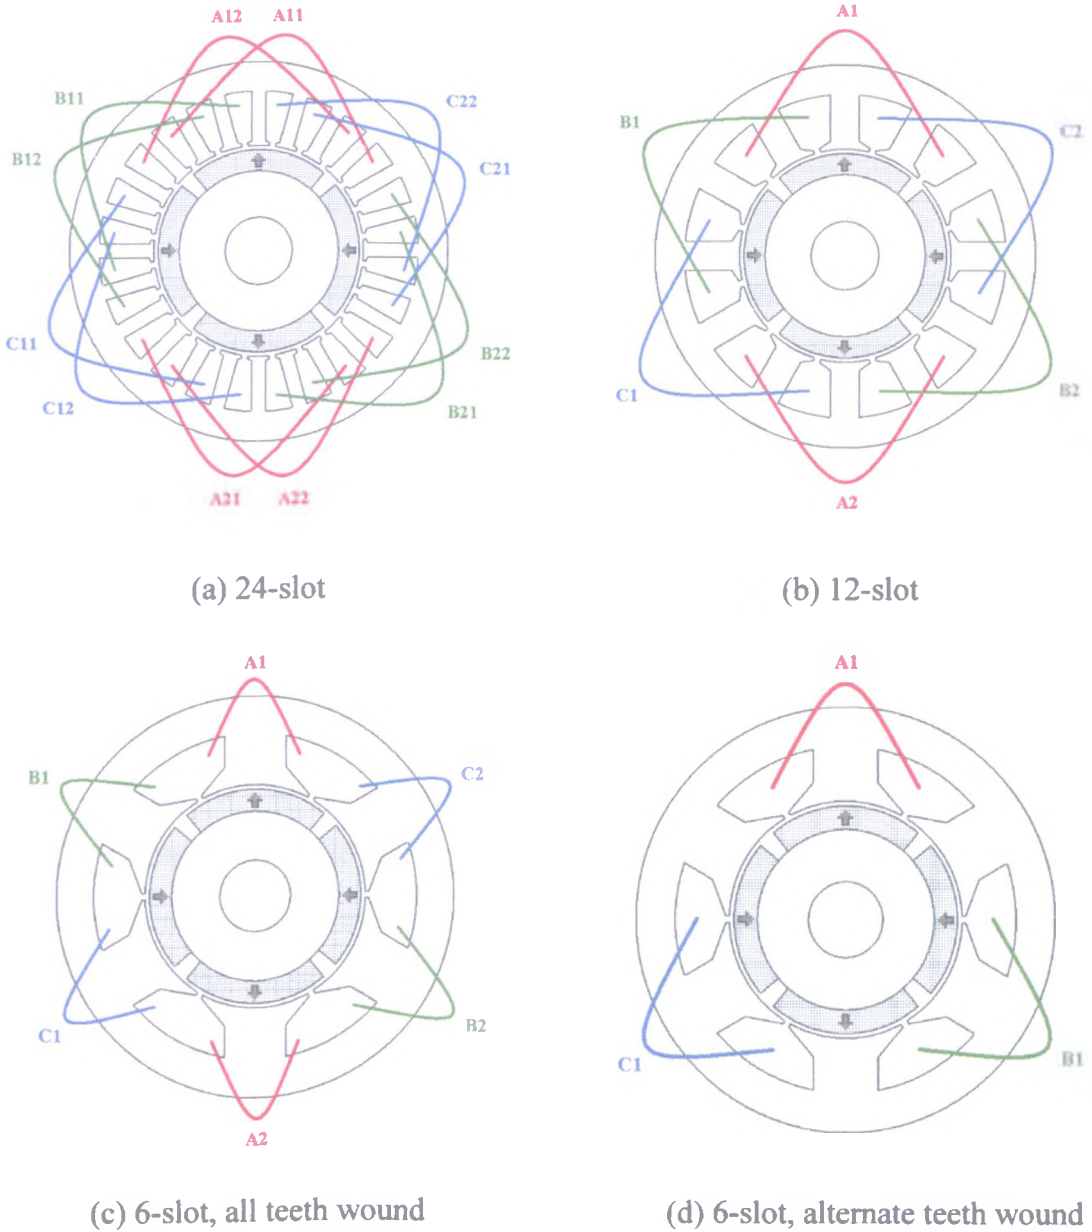 A12 A11
B11
C22
B12
C21
C11
B22
C12
B21
A21 A22
(a) 24-slot
A1
B1
C2
C1
B2
A2
(b) 12-slot
A1
B1
C2
C1
B2
A2
(c) 6-slot, all teeth wound
A1
C1
B1
(d) 6-slot, alternate teeth wound